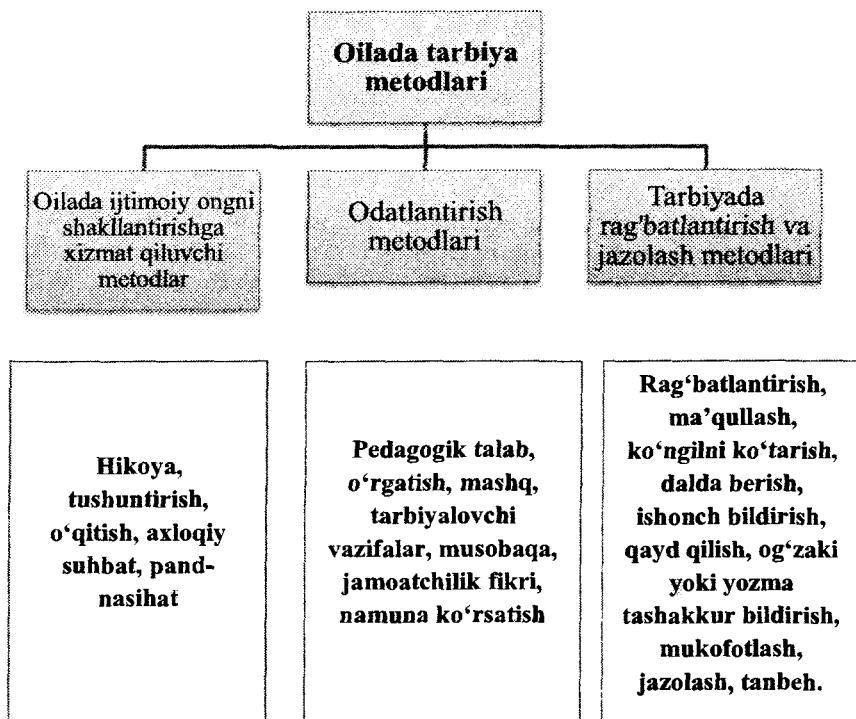 Oilada tarbiya
metodlari
Oilada ijtimoiy ongni
shakllantirishga
xizmat qiluvchi
metodlar
Odatlantirish
metodlari
Tarbiyada
rag'batlantirish va
jazolash metodlari
Hikoya,
tushuntirish,
o‘qitish, axloqiy
suhbat, pand-
nasihat
Pedagogik talab,
o‘rgatish, mashq,
tarbiyalovchi
vazifalar, musobaqa,
jamoatchilik fikri,
namuna ko‘rsatish
Rag‘batlantirish,
ma’qullash,
ko‘ngilni ko‘tarish,
dalda berish,
ishonch bildirish,
qayd qilish, og‘zaki
yoki yozma
tashakkur bildirish,
mukofotlash,
jazolash, tanbeh.